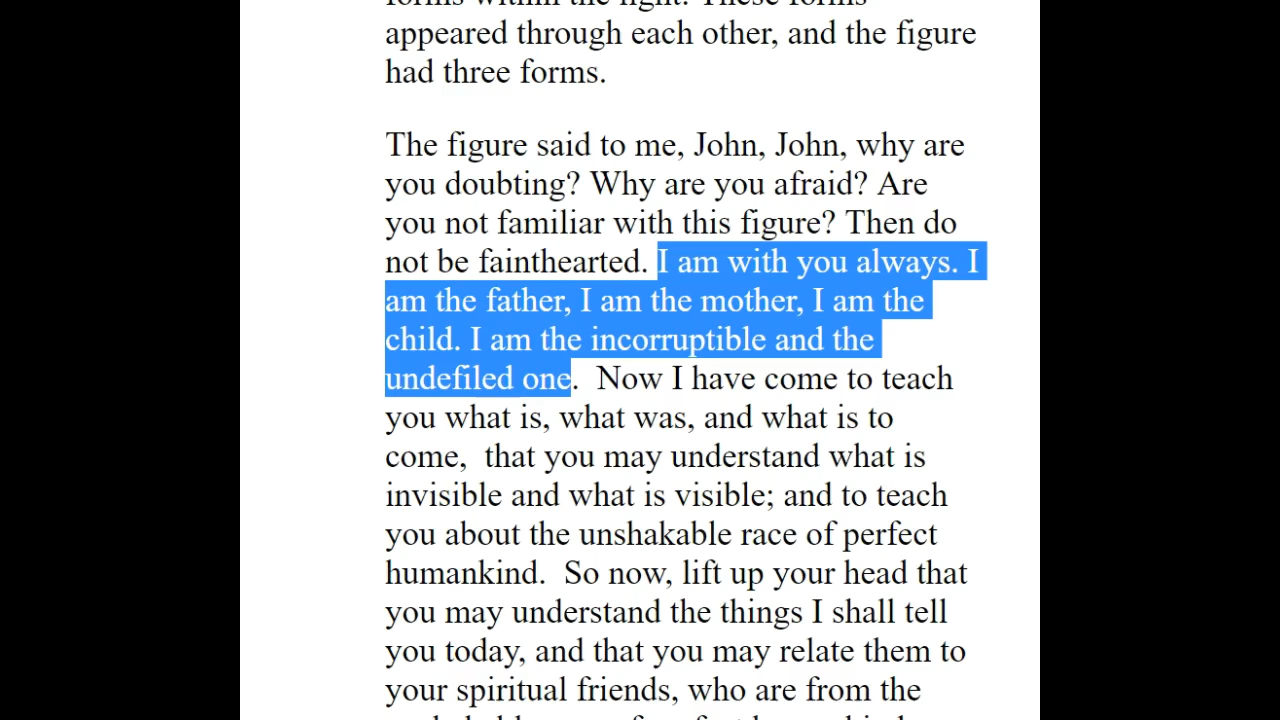 forms within the light. These forms
appeared through each other, and the figure
had three forms.
The figure said to me, John, John, why are
you doubting? Why are you afraid? Are
you not familiar with this figure? Then do
not be fainthearted. I am with you always. I
am the father, I am the mother, I am the
child. I am the incorruptible and the
undefiled one.  Now I have come to teach
you what is, what was, and what is to
come,  that you may understand what is
invisible and what is visible; and to teach
you about the unshakable race of perfect
humankind.  So now, lift up your head that
you may understand the things I shall tell
you today, and that you may relate them to
your spiritual friends, who are from the